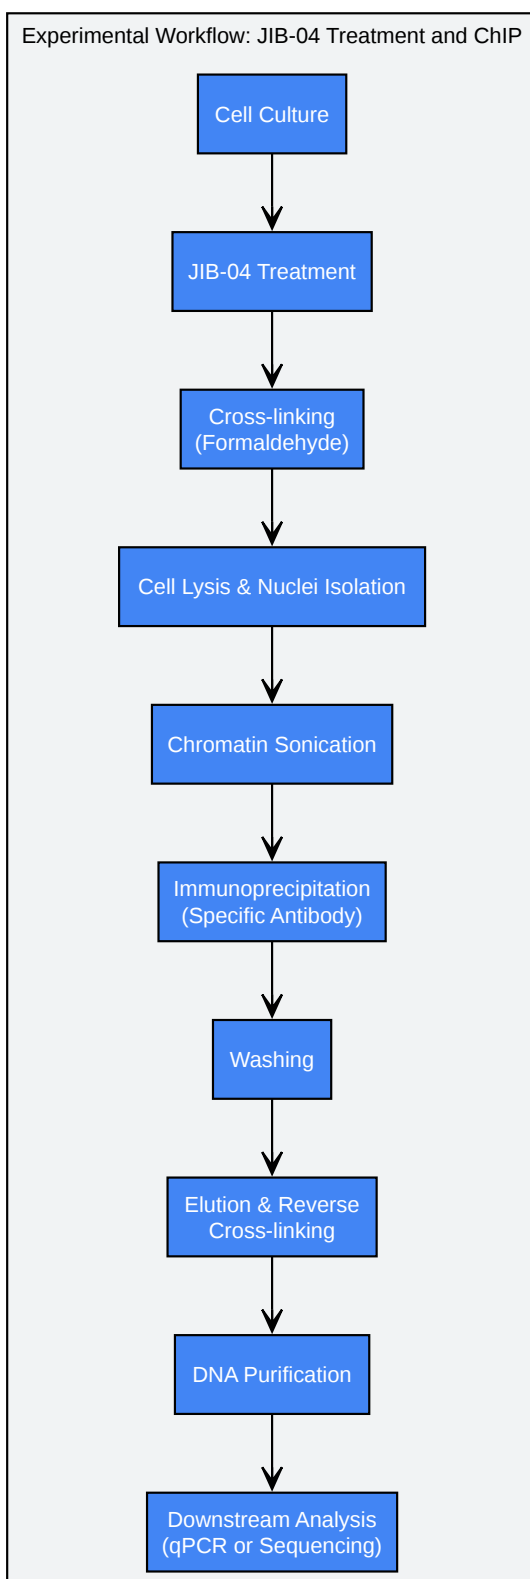 Experimental Workflow: JIB-04 Treatment and ChIP
Cell Culture
JIB-04 Treatment
Cross-linking
(Formaldehyde)
Cell Lysis & Nuclei Isolation
Chromatin Sonication
Immunoprecipitation
(Specific Antibody)
Washing
Elution & Reverse
Cross-linking
DNA Purification
Downstream Analysis
(qPCR or Sequencing)